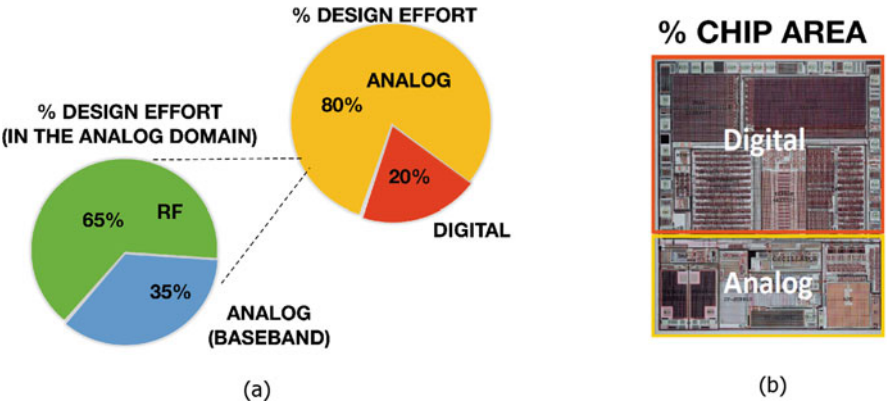 % DESIGN EFFORT
ANALOG
80%
20%
DIGITAL
% DESIGN EFFORT
(IN THE ANALOG DOMAIN)
65%
RF
35%
ANALOG
(BASEBAND)
(a)
% CHIP AREA
Digital
Analog
(b)